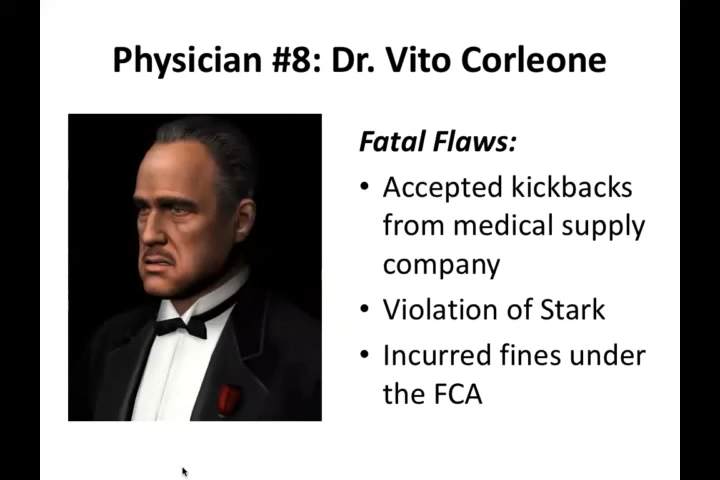 Physician #8: Dr. Vito Corleone
Fatal Flaws:
• Accepted kickbacks
from medical supply
company
• Violation of Stark
• Incurred fines under
the FCA